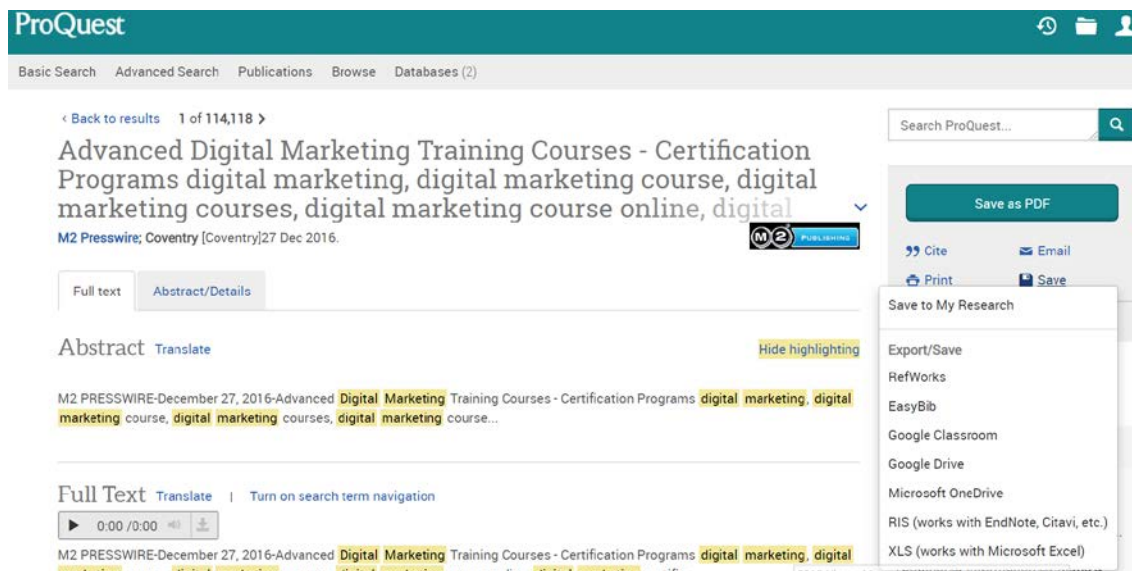 ProQuest
Basic Search Advanced Search Publications Browse Databases (2)
‹ Back to results 1 of 114,118 ›
Advanced Digital Marketing Training Courses - Certification
Programs digital marketing, digital marketing course, digital
marketing courses, digital marketing course online, digital
M2 Presswire; Coventry [Coventry]27 Dec 2016.
M2 PUBLISHING
Full text Abstract/Details
Abstract Translate
Hide highlighting
M2 PRESSWIRE-December 27, 2016-Advanced Digital Marketing Training Courses - Certification Programs digital marketing, digital
marketing course, digital marketing courses, digital marketing course...
Full Text Translate | Turn on search term navigation
0:00 /0:00
M2 PRESSWIRE-December 27, 2016-Advanced Digital Marketing Training Courses - Certification Programs digital marketing, digital
Search ProQuest...
Save as PDF
Cite Email
Print Save
Save to My Research
Export/Save
RefWorks
EasyBib
Google Classroom
Google Drive
Microsoft OneDrive
RIS (works with EndNote, Citavi, etc.)
XLS (works with Microsoft Excel)